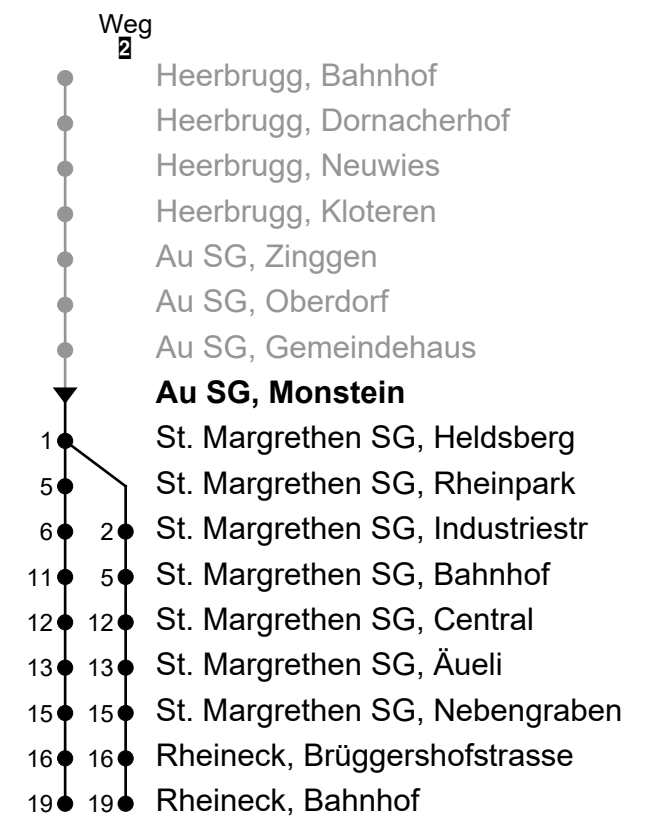 Weg
2
Heerbrugg, Bahnhof
Heerbrugg, Dornacherhof
Heerbrugg, Neuwies
Heerbrugg, Kloteren
Au SG, Zinggen
Au SG, Oberdorf
Au SG, Gemeindehaus
Au SG, Monstein
1 St. Margrethen SG, Heldsberg
5 St. Margrethen SG, Rheinpark
6 2 St. Margrethen SG, Industriestr
11 5 St. Margrethen SG, Bahnhof
12 12 St. Margrethen SG, Central
13 13 St. Margrethen SG, Äueli
15 15 St. Margrethen SG, Nebengraben
16 16 Rheineck, Brüggershofstrasse
19 19 Rheineck, Bahnhof